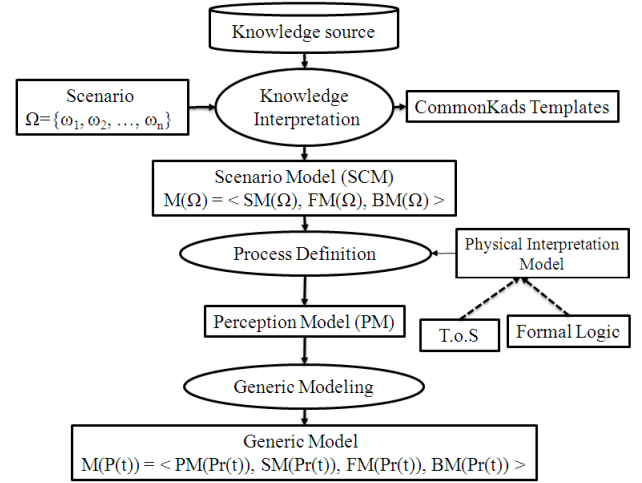 Knowledge source
Scenario
Ω={ω1, ω2, …, ωn}
Knowledge
Interpretation
CommonKads Templates
Scenario Model (SCM)
M(Ω) = < SM(Ω), FM(Ω), BM(Ω) >
Process Definition
Physical Interpretation
Model
Perception Model (PM)
T.o.S
Formal Logic
Generic Modeling
Generic Model
M(P(t)) = < PM(Pr(t)), SM(Pr(t)), FM(Pr(t)), BM(Pr(t)) >